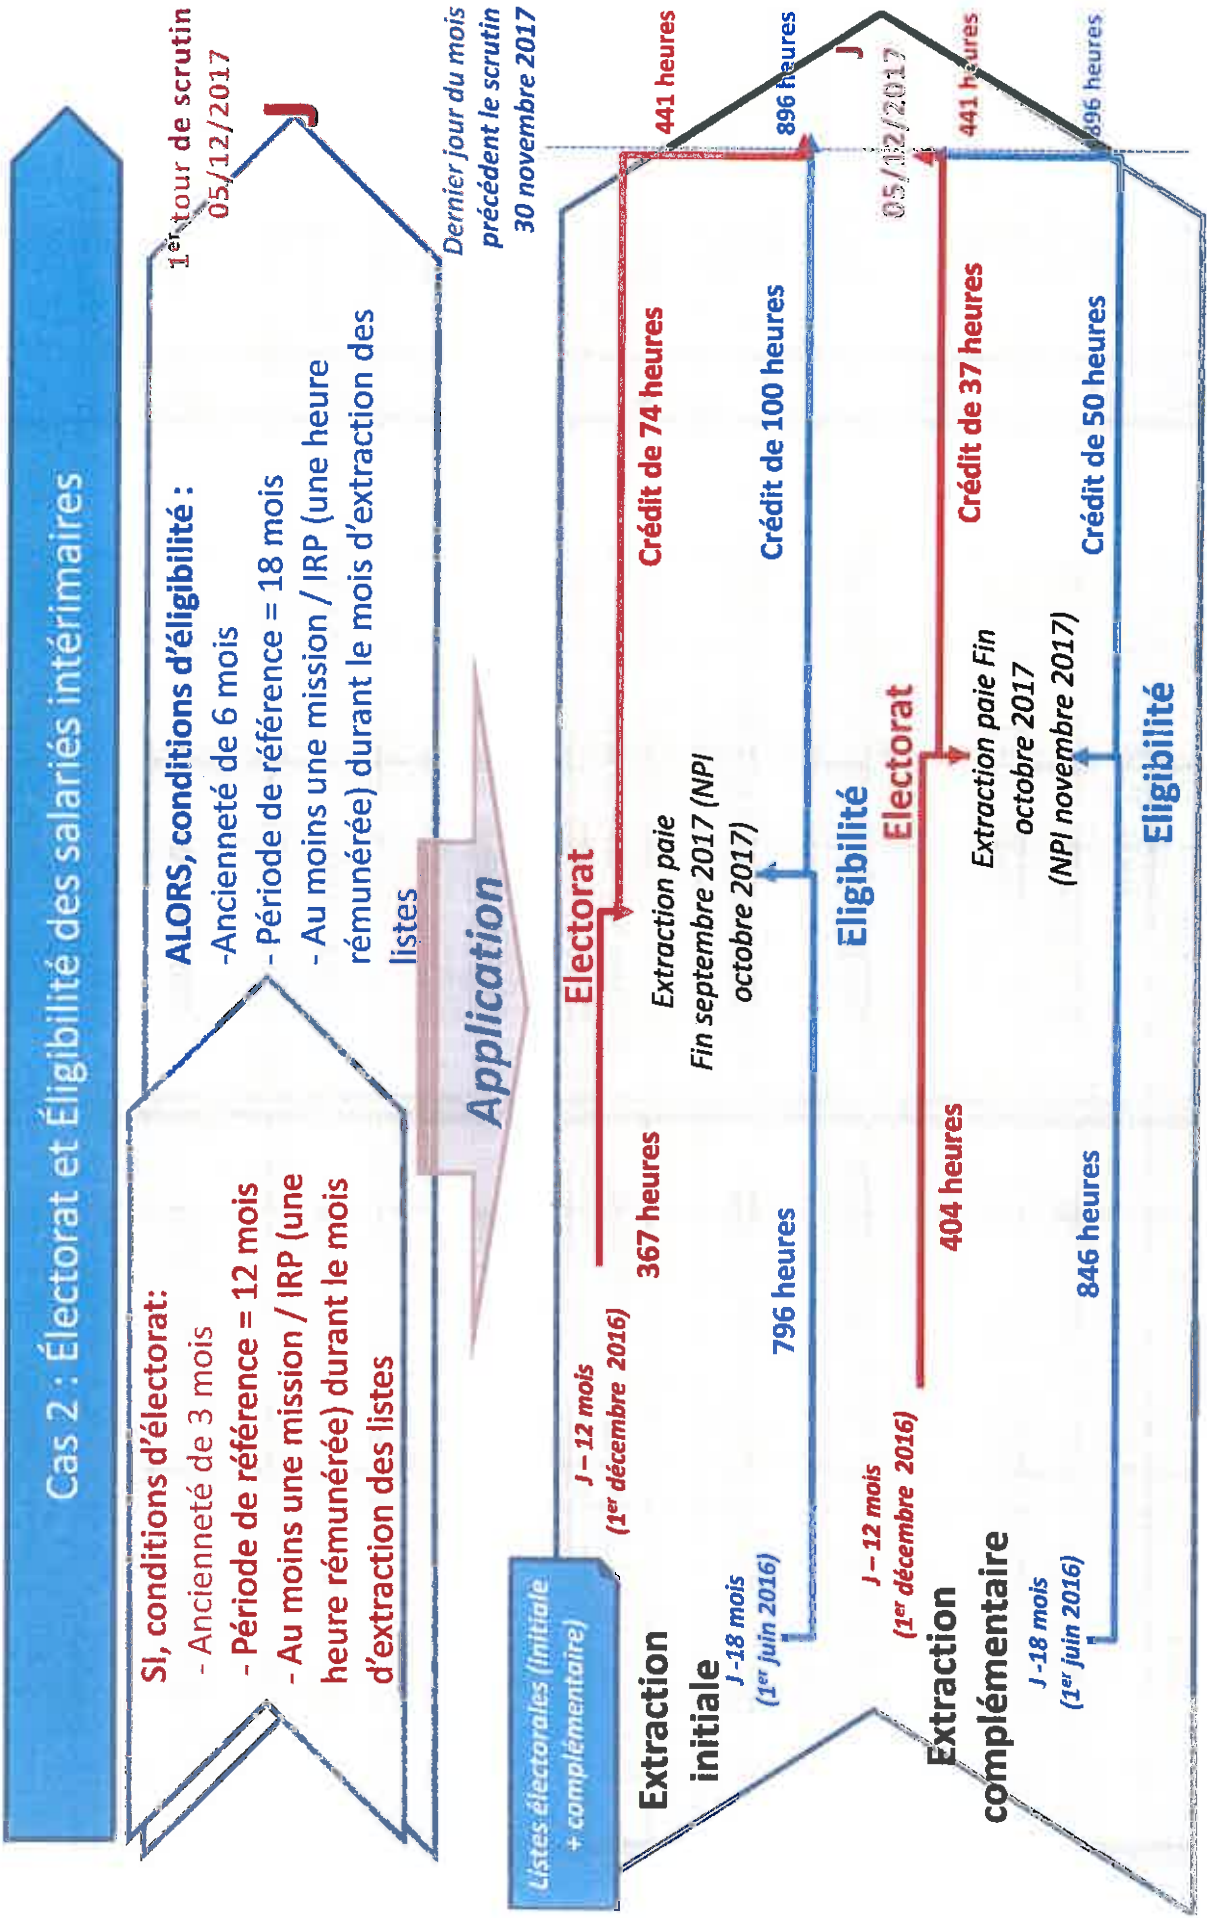 Cas 2 : Électorat et Éligibilité des salariés intérimaires
SI, conditions d'électorat:
- Ancienneté de 3 mois
- Période de référence = 12 mois
- Au moins une mission / IRP (une
heure rémunérée) durant le mois
d'extraction des listes
ALORS, conditions d'éligibilité :
-Ancienneté de 6 mois
- Période de référence = 18 mois
- Au moins une mission / IRP (une heure
rémunérée) durant le mois d'extraction des
listes
1er tour de scrutin
05/12/2017
J
Application
Dernier jour du mois
précédent le scrutin
30 novembre 2017
Listes électorales (Initiale
+ complémentaire)
Extraction
initiale
J – 12 mois
(1er décembre 2016)
367 heures
Electorat
Crédit de 74 heures
441 heures
Extraction paie
Fin septembre 2017 (NPI
octobre 2017)
J -18 mois
(1er juin 2016)
796 heures
Eligibilité
Crédit de 100 heures
896 heures
J
05/12/2017
Extraction
complémentaire
J – 12 mois
(1er décembre 2016)
404 heures
Electorat
Crédit de 37 heures
441 heures
Extraction paie Fin
octobre 2017
(NPI novembre 2017)
J -18 mois
(1er juin 2016)
846 heures
Eligibilité
Crédit de 50 heures
896 heures